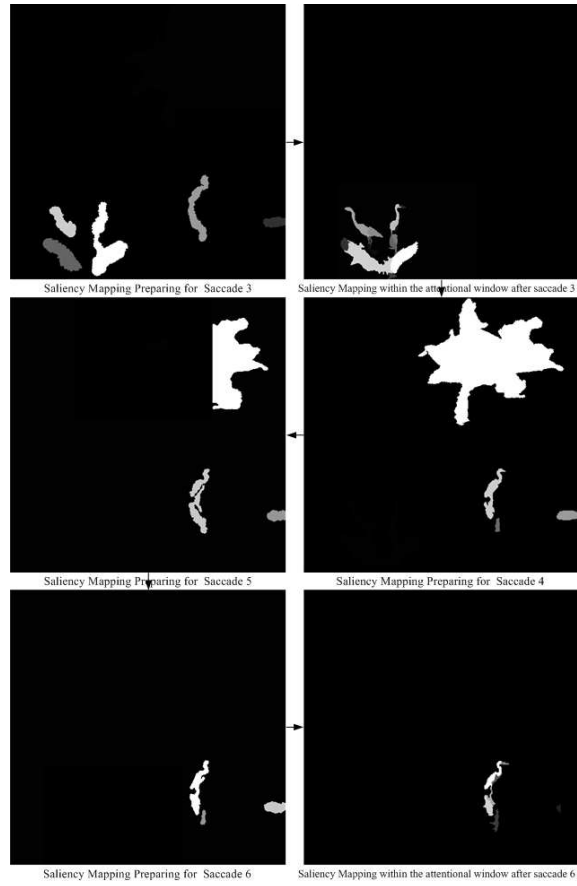 Saliency Mapping Preparing for Saccade 3
Saliency Mapping within the attentional window after saccade 3
Saliency Mapping Preparing for Saccade 5
Saliency Mapping Preparing for Saccade 4
Saliency Mapping Preparing for Saccade 6
Saliency Mapping within the attentional window after saccade 6